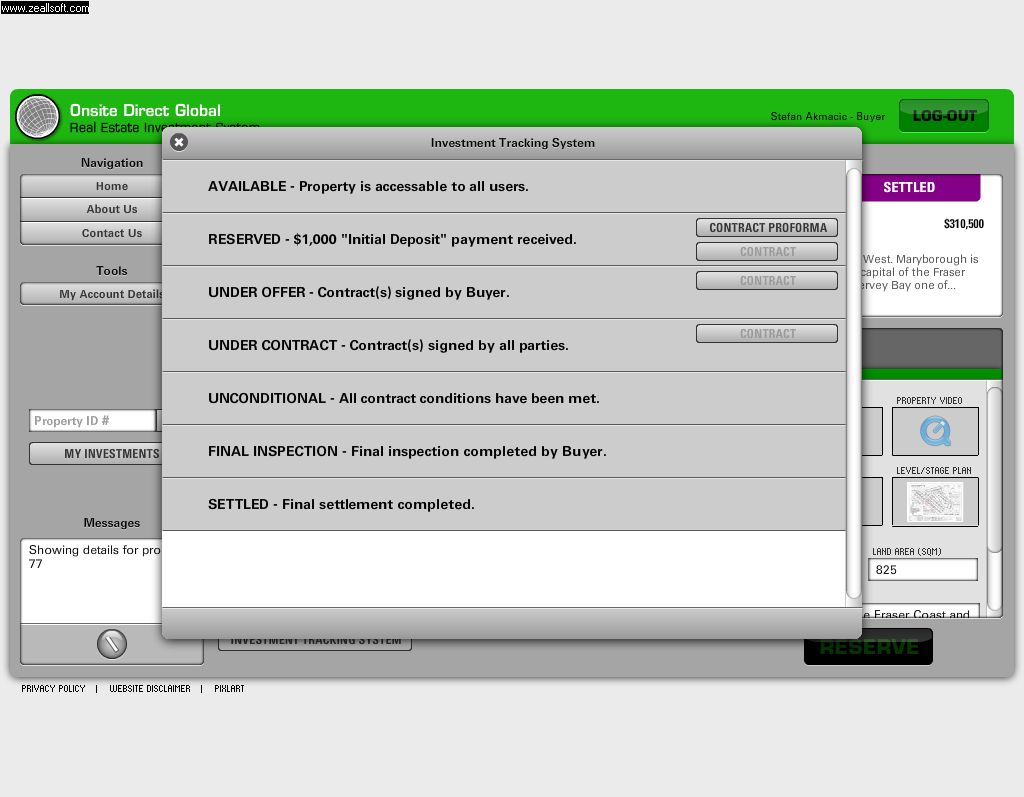 www.zeallsoft.com
Onsite Direct Global
Real Estate Investment System
Stefan Akmacic - Buyer
LOG-OUT
Navigation
Home
About Us
Contact Us
Tools
My Account Details
Property ID #
MY INVESTMENTS
Messages
Showing details for pro
77
Investment Tracking System
AVAILABLE - Property is accessable to all users.
RESERVED - $1,000 "Initial Deposit" payment received.
CONTRACT PROFORMA
CONTRACT
UNDER OFFER - Contract(s) signed by Buyer.
CONTRACT
UNDER CONTRACT - Contract(s) signed by all parties.
CONTRACT
UNCONDITIONAL - All contract conditions have been met.
FINAL INSPECTION - Final inspection completed by Buyer.
SETTLED - Final settlement completed.
SETTLED
$310,500
West. Maryborough is
capital of the Fraser
ervey Bay one of...
PROPERTY VIDEO
LEVEL/STAGE PLAN
LAND AREA (SQM)
825
e Fraser Coast and
INVESTMENT TRACKING SYSTEM
RESERVE
PRIVACY POLICY | WEBSITE DISCLAIMER | PIXLART